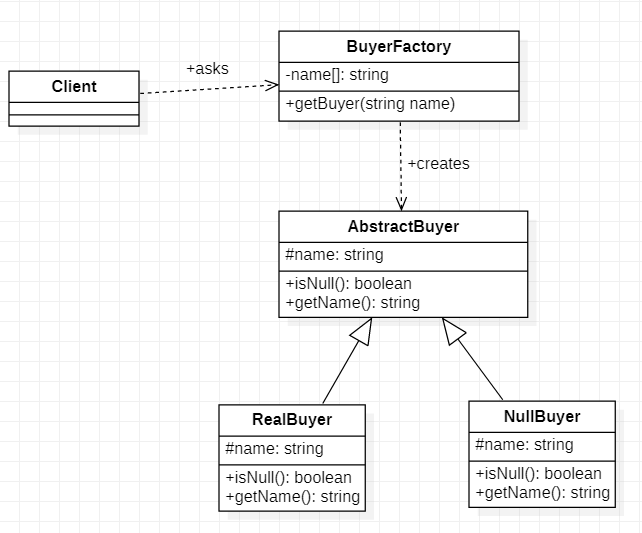 BuyerFactory
-name[]: string
+getBuyer(string name)
+asks
Client
+creates
AbstractBuyer
#name: string
+isNull(): boolean
+getName(): string
RealBuyer
#name: string
+isNull(): boolean
+getName(): string
NullBuyer
#name: string
+isNull(): boolean
+getName(): string